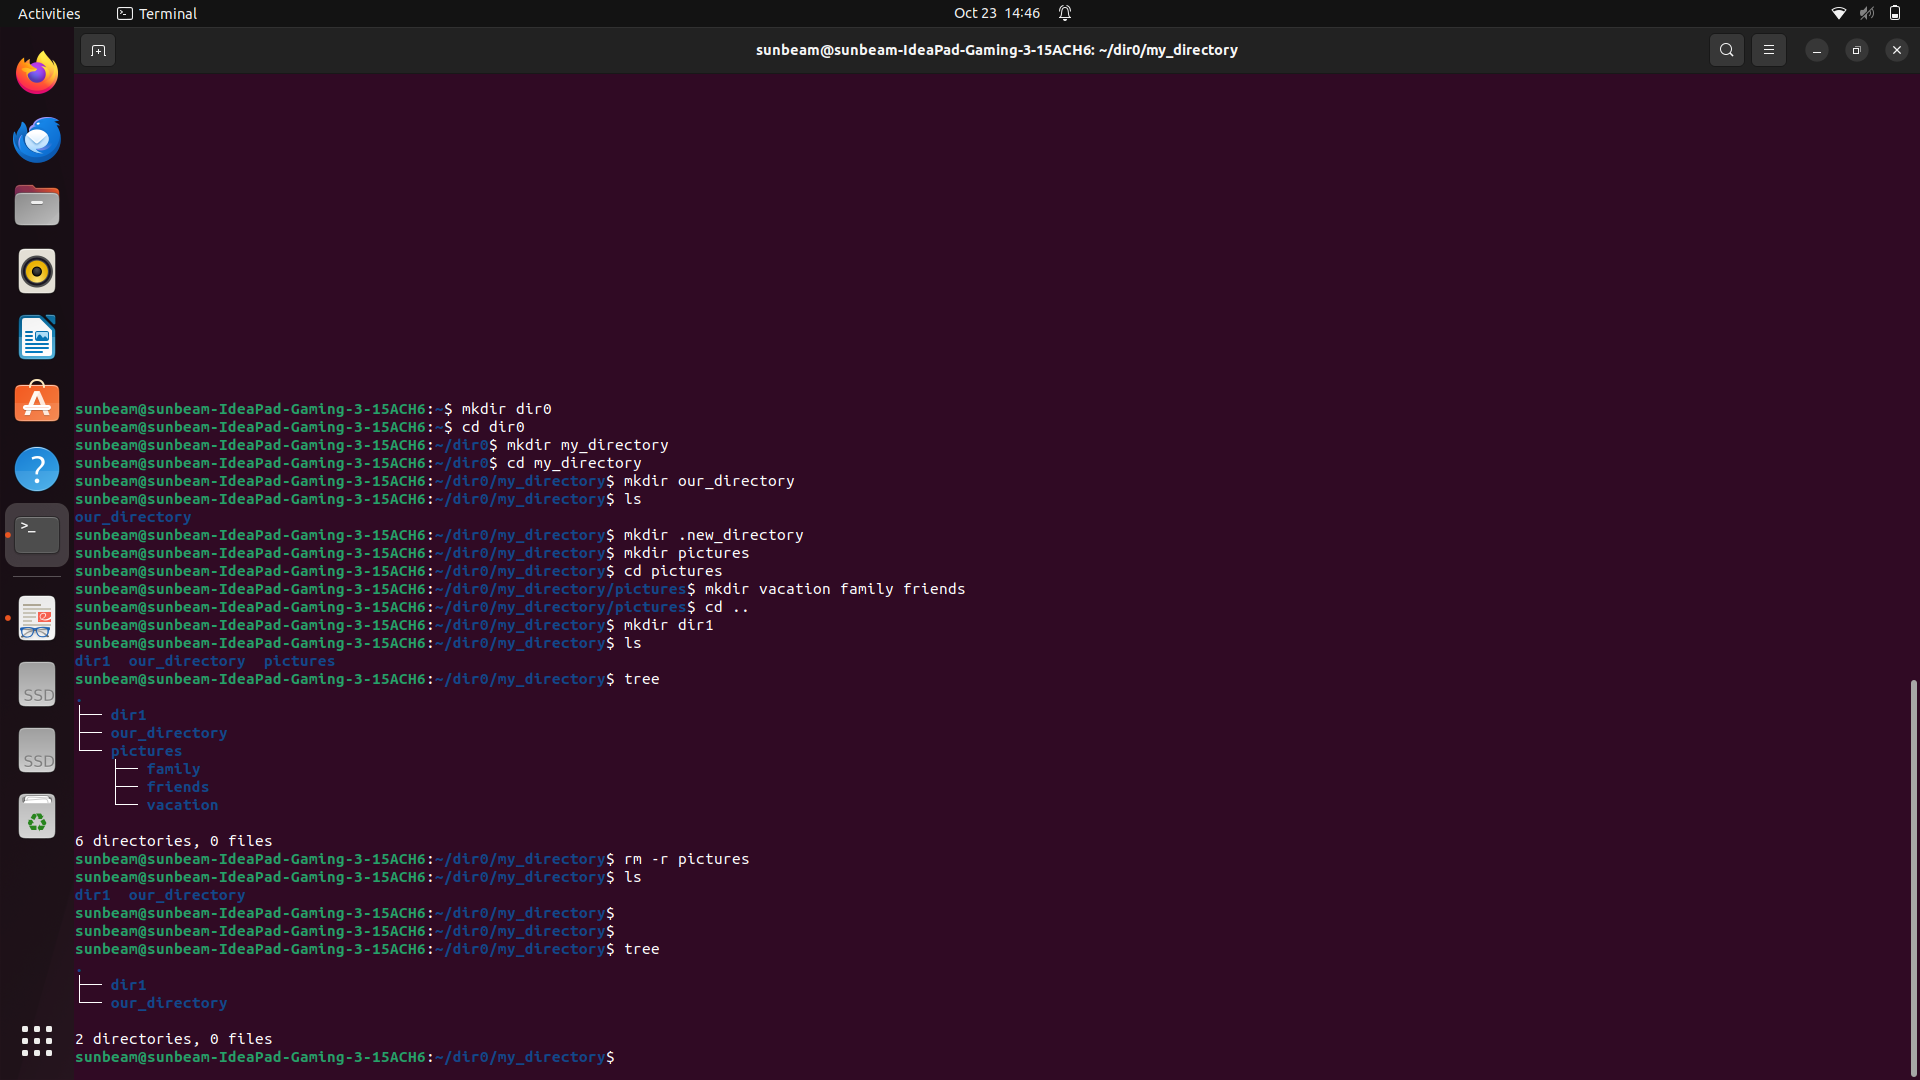 Activities Terminal Oct 23 14:46
sunbeam@sunbeam-IdeaPad-Gaming-3-15ACH6: ~/dir0/my_directory
sunbeam@sunbeam-IdeaPad-Gaming-3-15ACH6:~$ mkdir dir0
sunbeam@sunbeam-IdeaPad-Gaming-3-15ACH6:~$ cd dir0
sunbeam@sunbeam-IdeaPad-Gaming-3-15ACH6:~/dir0$ mkdir my_directory
sunbeam@sunbeam-IdeaPad-Gaming-3-15ACH6:~/dir0$ cd my_directory
sunbeam@sunbeam-IdeaPad-Gaming-3-15ACH6:~/dir0/my_directory$ mkdir our_directory
sunbeam@sunbeam-IdeaPad-Gaming-3-15ACH6:~/dir0/my_directory$ ls
our_directory
sunbeam@sunbeam-IdeaPad-Gaming-3-15ACH6:~/dir0/my_directory$ mkdir .new_directory
sunbeam@sunbeam-IdeaPad-Gaming-3-15ACH6:~/dir0/my_directory$ mkdir pictures
sunbeam@sunbeam-IdeaPad-Gaming-3-15ACH6:~/dir0/my_directory$ cd pictures
sunbeam@sunbeam-IdeaPad-Gaming-3-15ACH6:~/dir0/my_directory/pictures$ mkdir vacation family friends
sunbeam@sunbeam-IdeaPad-Gaming-3-15ACH6:~/dir0/my_directory/pictures$ cd ..
sunbeam@sunbeam-IdeaPad-Gaming-3-15ACH6:~/dir0/my_directory$ mkdir dir1
sunbeam@sunbeam-IdeaPad-Gaming-3-15ACH6:~/dir0/my_directory$ ls
dir1  our_directory  pictures
sunbeam@sunbeam-IdeaPad-Gaming-3-15ACH6:~/dir0/my_directory$ tree
.
├── dir1
├── our_directory
└── pictures
    ├── family
    ├── friends
    └── vacation
6 directories, 0 files
sunbeam@sunbeam-IdeaPad-Gaming-3-15ACH6:~/dir0/my_directory$ rm -r pictures
sunbeam@sunbeam-IdeaPad-Gaming-3-15ACH6:~/dir0/my_directory$ ls
dir1  our_directory
sunbeam@sunbeam-IdeaPad-Gaming-3-15ACH6:~/dir0/my_directory$
sunbeam@sunbeam-IdeaPad-Gaming-3-15ACH6:~/dir0/my_directory$
sunbeam@sunbeam-IdeaPad-Gaming-3-15ACH6:~/dir0/my_directory$ tree
.
├── dir1
└── our_directory
2 directories, 0 files
sunbeam@sunbeam-IdeaPad-Gaming-3-15ACH6:~/dir0/my_directory$
SSD
SSD